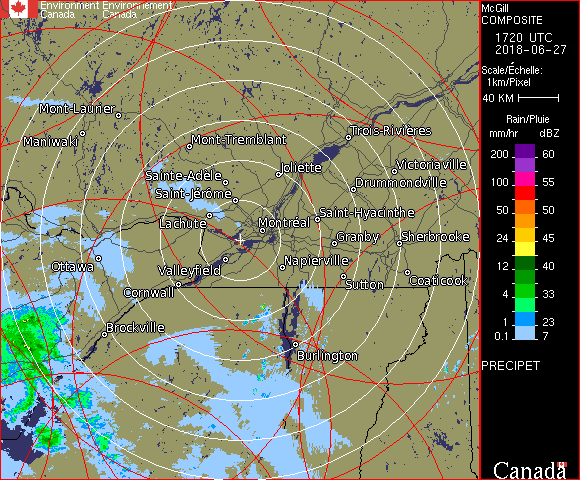 Environment Environnement
Canada Canada
McGill
COMPOSITE
1720 UTC
2018-06-27
Scale/Échelle:
1km/Pixel
40 KM
Rain/Pluie
mm/hr dBZ
200 60
100 55
50 50
24 45
12 40
4 33
1 23
0.1 7
PRECIPET
Canada
Mont-Laurier
Maniwaki
Mont-Tremblant
Trois-Rivières
Sainte-Adèle
Joliette
Victoriaville
Saint-Jérôme
Drummondville
Lachute
Montréal
Saint-Hyacinthe
Granby
Sherbrooke
Ottawa
Valleyfield
Napierville
Cornwall
Sutton
Coaticook
Brockville
Burlington